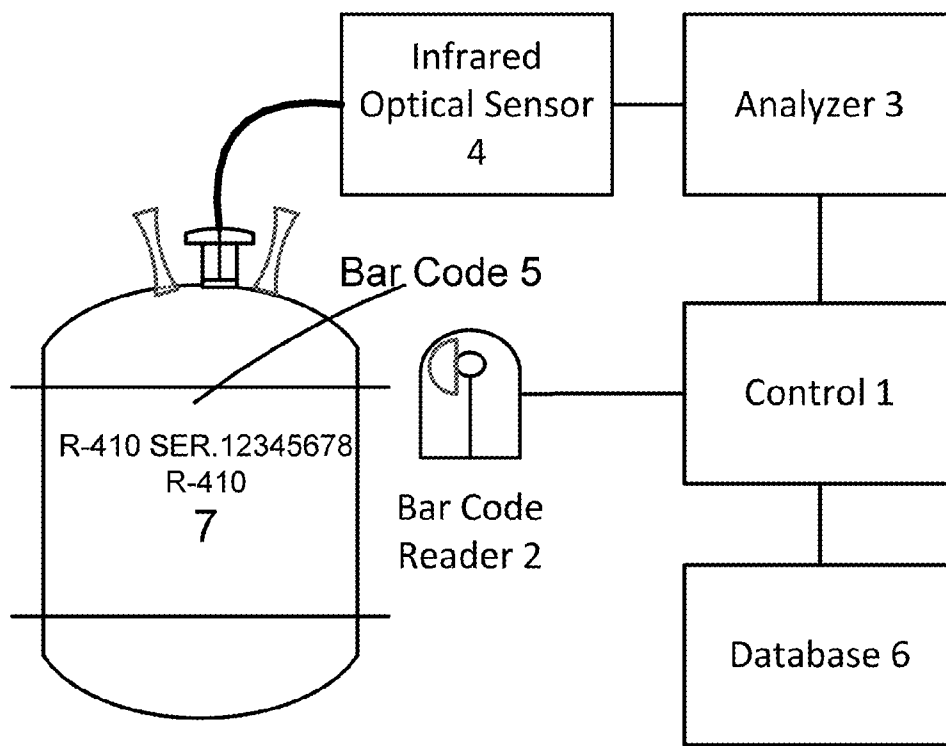 Infrared
Optical Sensor
4
Analyzer 3
Bar Code 5
Control 1
R-410 SER.12345678
R-410
7
Bar Code
Reader 2
Database 6